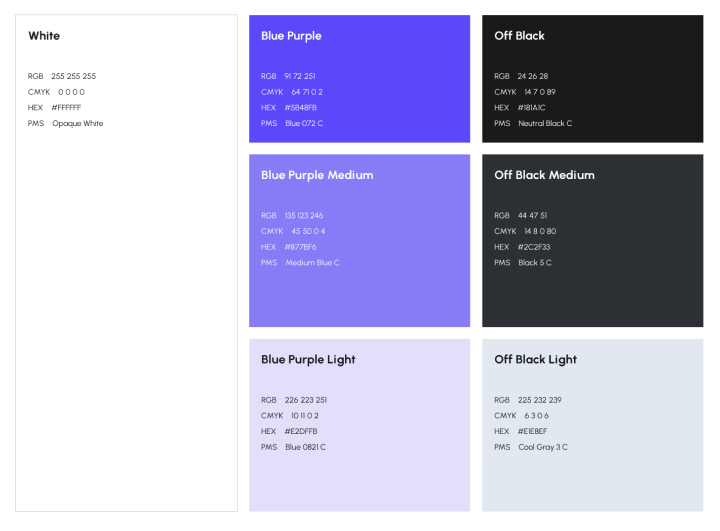 White
RGB 255 255 255
CMYK 0 0 0 0
HEX #FFFFFF
PMS Opaque White
Blue Purple
RGB 91 72 251
CMYK 64 71 0 2
HEX #5B48FB
PMS Blue 072 C
Off Black
RGB 24 26 28
CMYK 14 7 0 89
HEX #181A1C
PMS Neutral Black C
Blue Purple Medium
RGB 135 123 246
CMYK 45 50 0 4
HEX #877BF6
PMS Medium Blue C
Off Black Medium
RGB 44 47 51
CMYK 14 8 0 80
HEX #2C2F33
PMS Black 5 C
Blue Purple Light
RGB 226 223 251
CMYK 10 11 0 2
HEX #E2DFFB
PMS Blue 0821 C
Off Black Light
RGB 225 232 239
CMYK 6 3 0 6
HEX #E1E8EF
PMS Cool Gray 3 C